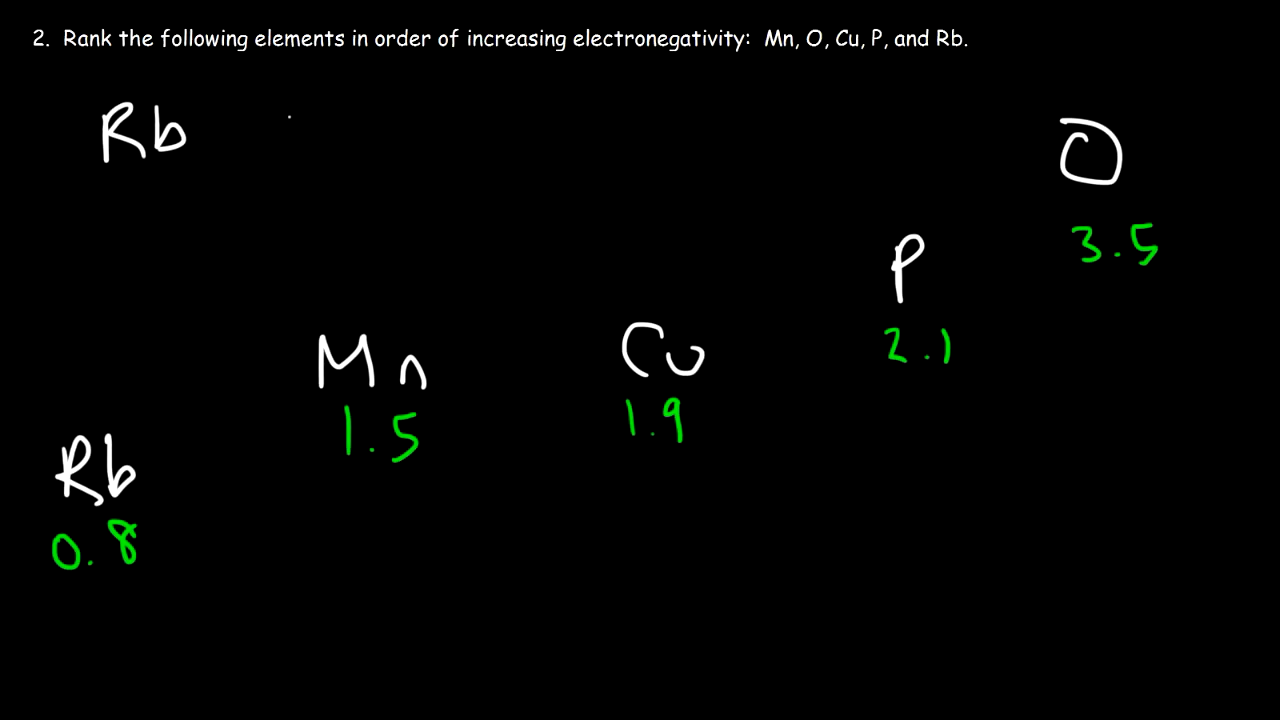 2. Rank the following elements in order of increasing electronegativity: Mn, O, Cu, P, and Rb.
Rb
O
3.5
P
2.1
Mn
1.5
Cu
1.9
Rb
0.8